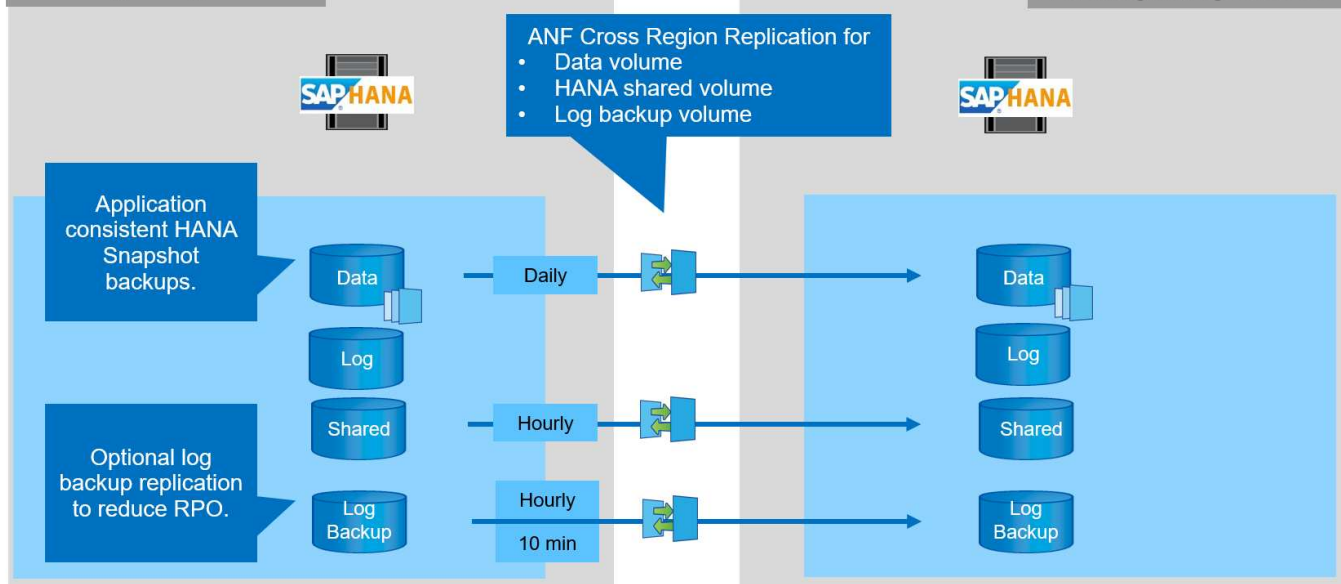 ANF Cross Region Replication for
• Data volume
• HANA shared volume
• Log backup volume
SAP HANA
SAP HANA
Application
consistent HANA
Snapshot
backups.
Data
Daily
Data
Log
Log
Shared
Hourly
Shared
Optional log
backup replication
to reduce RPO.
Log
Backup
Hourly
10 min
Log
Backup